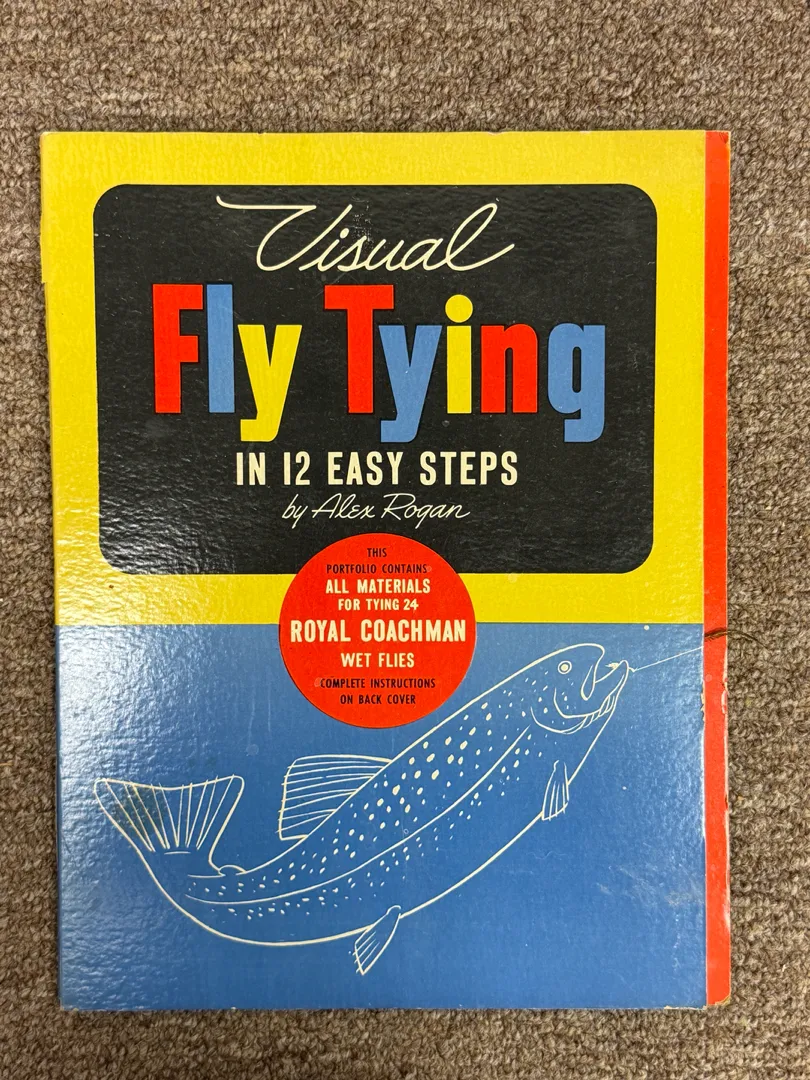 Visual
Fly Tying
IN 12 EASY STEPS
by Alex Rogan
THIS
PORTFOLIO CONTAINS
ALL MATERIALS
FOR TYING 24
ROYAL COACHMAN
WET FLIES
COMPLETE INSTRUCTIONS
ON BACK COVER